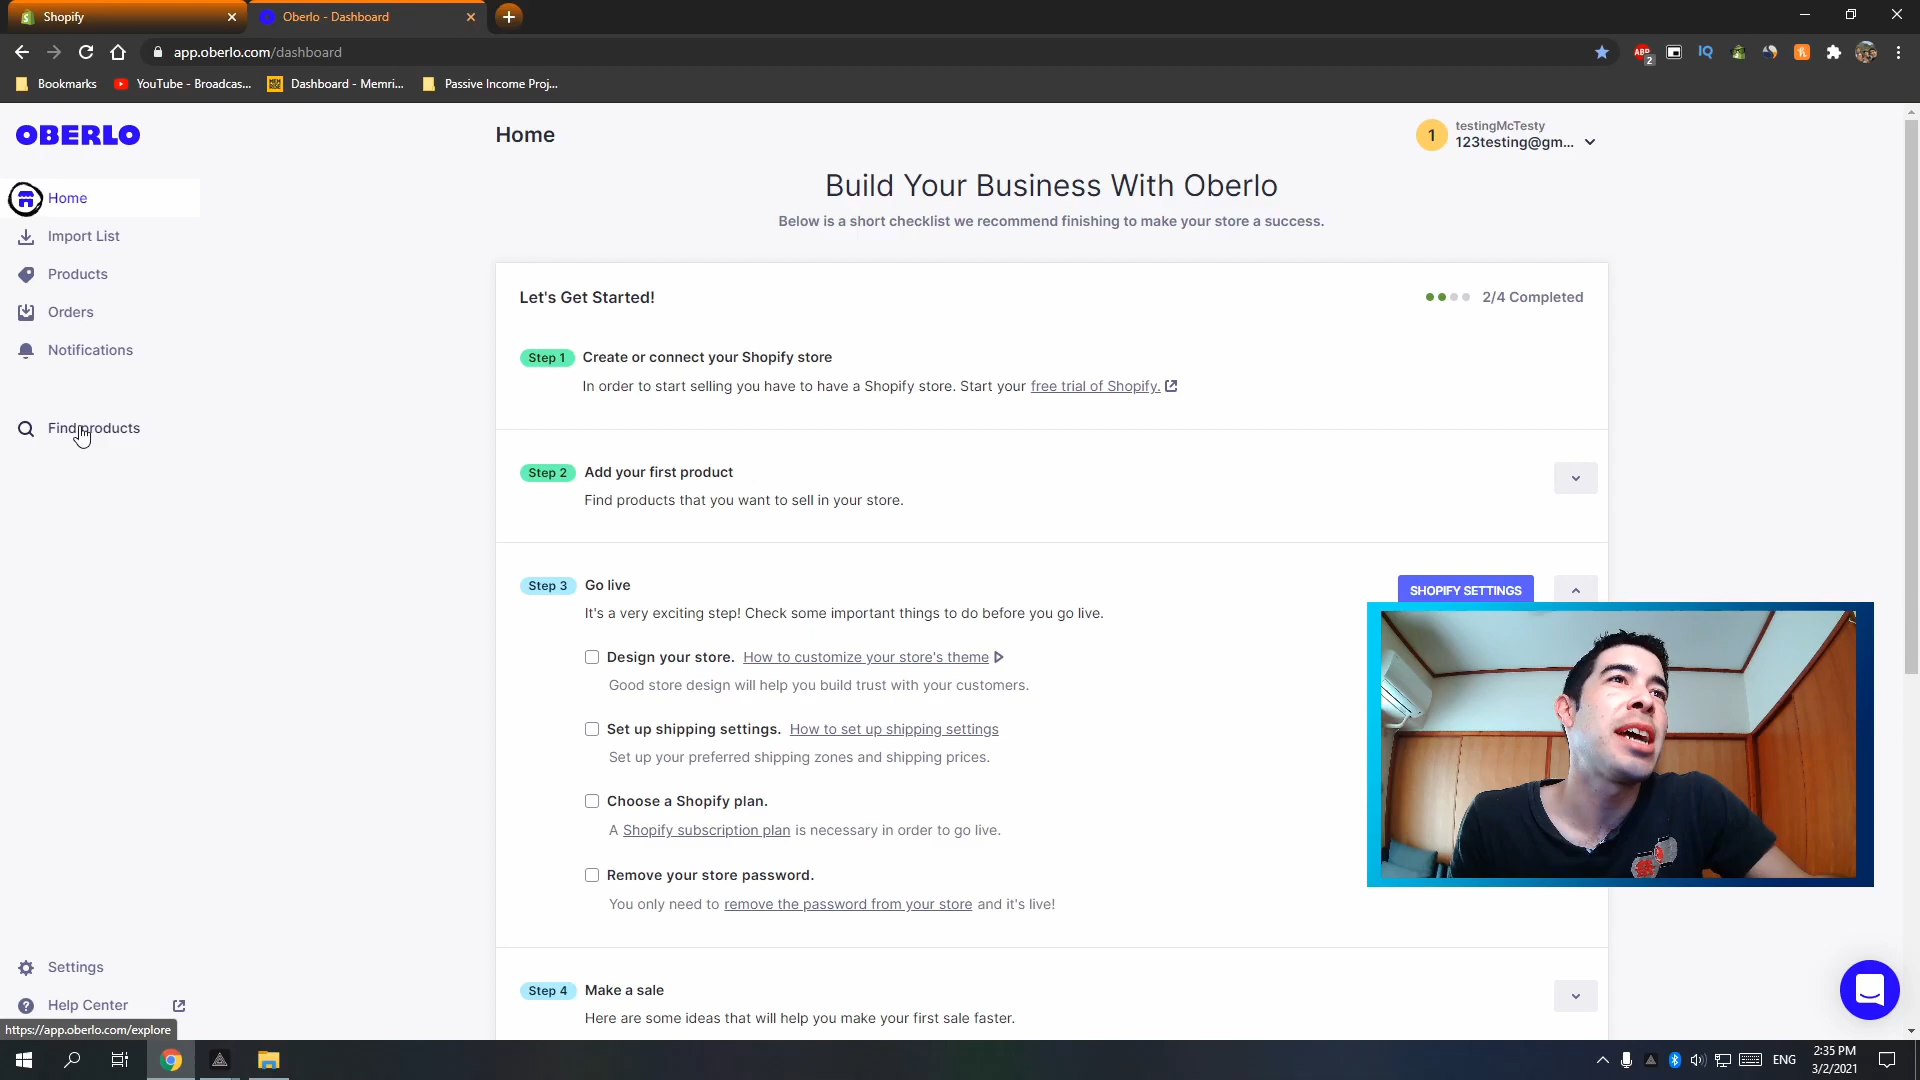 Shopify
Oberlo - Dashboard
app.oberlo.com/dashboard
ABP
2
IQ
Bookmarks
YouTube - Broadcas...
Dashboard - Memri...
Passive Income Proj...
OBERLO
Home
1
testingMcTesty
123testing@gm...
Home
Import List
Products
Orders
Notifications
Find products
Build Your Business With Oberlo
Below is a short checklist we recommend finishing to make your store a success.
Let's Get Started!
2/4 Completed
Step 1 Create or connect your Shopify store
In order to start selling you have to have a Shopify store. Start your free trial of Shopify.
Step 2 Add your first product
Find products that you want to sell in your store.
Step 3 Go live
SHOPIFY SETTINGS
It's a very exciting step! Check some important things to do before you go live.
Design your store. How to customize your store's theme
Good store design will help you build trust with your customers.
Set up shipping settings. How to set up shipping settings
Set up your preferred shipping zones and shipping prices.
Choose a Shopify plan.
A Shopify subscription plan is necessary in order to go live.
Remove your store password.
You only need to remove the password from your store and it's live!
Step 4 Make a sale
Here are some ideas that will help you make your first sale faster.
Settings
Help Center
https://app.oberlo.com/explore
ENG
2:35 PM
3/2/2021